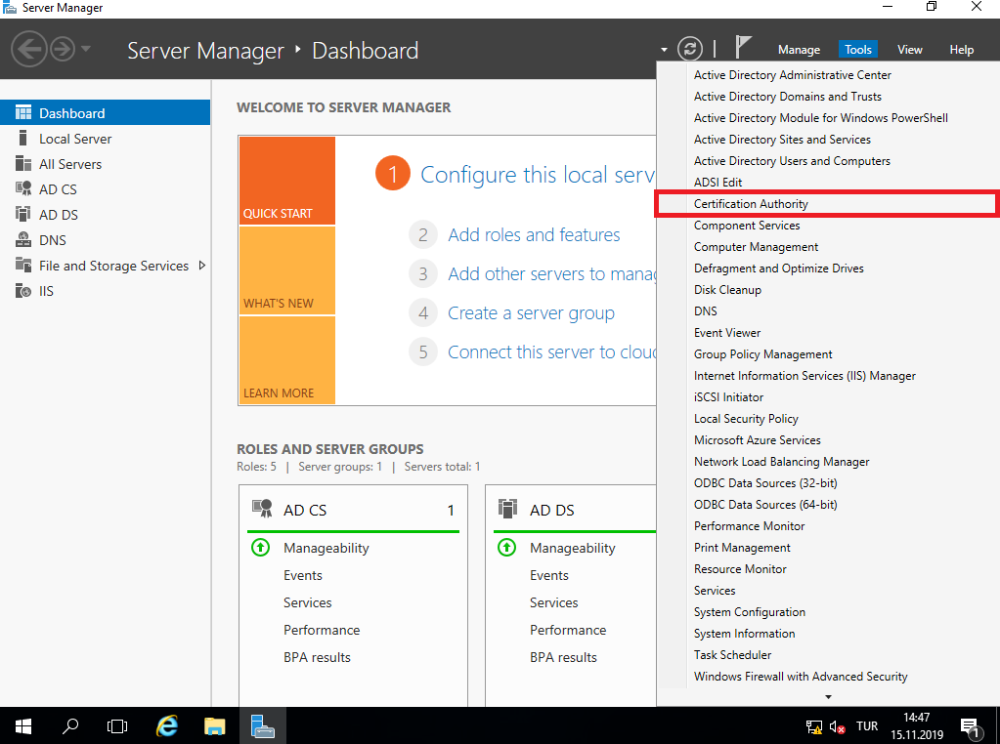 Server Manager
Server Manager ‣ Dashboard
Manage Tools View Help
Dashboard
Local Server
All Servers
AD CS
AD DS
DNS
File and Storage Services
IIS
WELCOME TO SERVER MANAGER
QUICK START
WHAT'S NEW
LEARN MORE
1 Configure this local serv
2 Add roles and features
3 Add other servers to manag
4 Create a server group
5 Connect this server to cloud
ROLES AND SERVER GROUPS
Roles: 5 | Server groups: 1 | Servers total: 1
AD CS 1
Manageability
Events
Services
Performance
BPA results
AD DS
Manageability
Events
Services
Performance
BPA results
Active Directory Administrative Center
Active Directory Domains and Trusts
Active Directory Module for Windows PowerShell
Active Directory Sites and Services
Active Directory Users and Computers
ADSI Edit
Certification Authority
Component Services
Computer Management
Defragment and Optimize Drives
Disk Cleanup
DNS
Event Viewer
Group Policy Management
Internet Information Services (IIS) Manager
iSCSI Initiator
Local Security Policy
Microsoft Azure Services
Network Load Balancing Manager
ODBC Data Sources (32-bit)
ODBC Data Sources (64-bit)
Performance Monitor
Print Management
Resource Monitor
Services
System Configuration
System Information
Task Scheduler
Windows Firewall with Advanced Security
TUR
14:47
15.11.2019
1